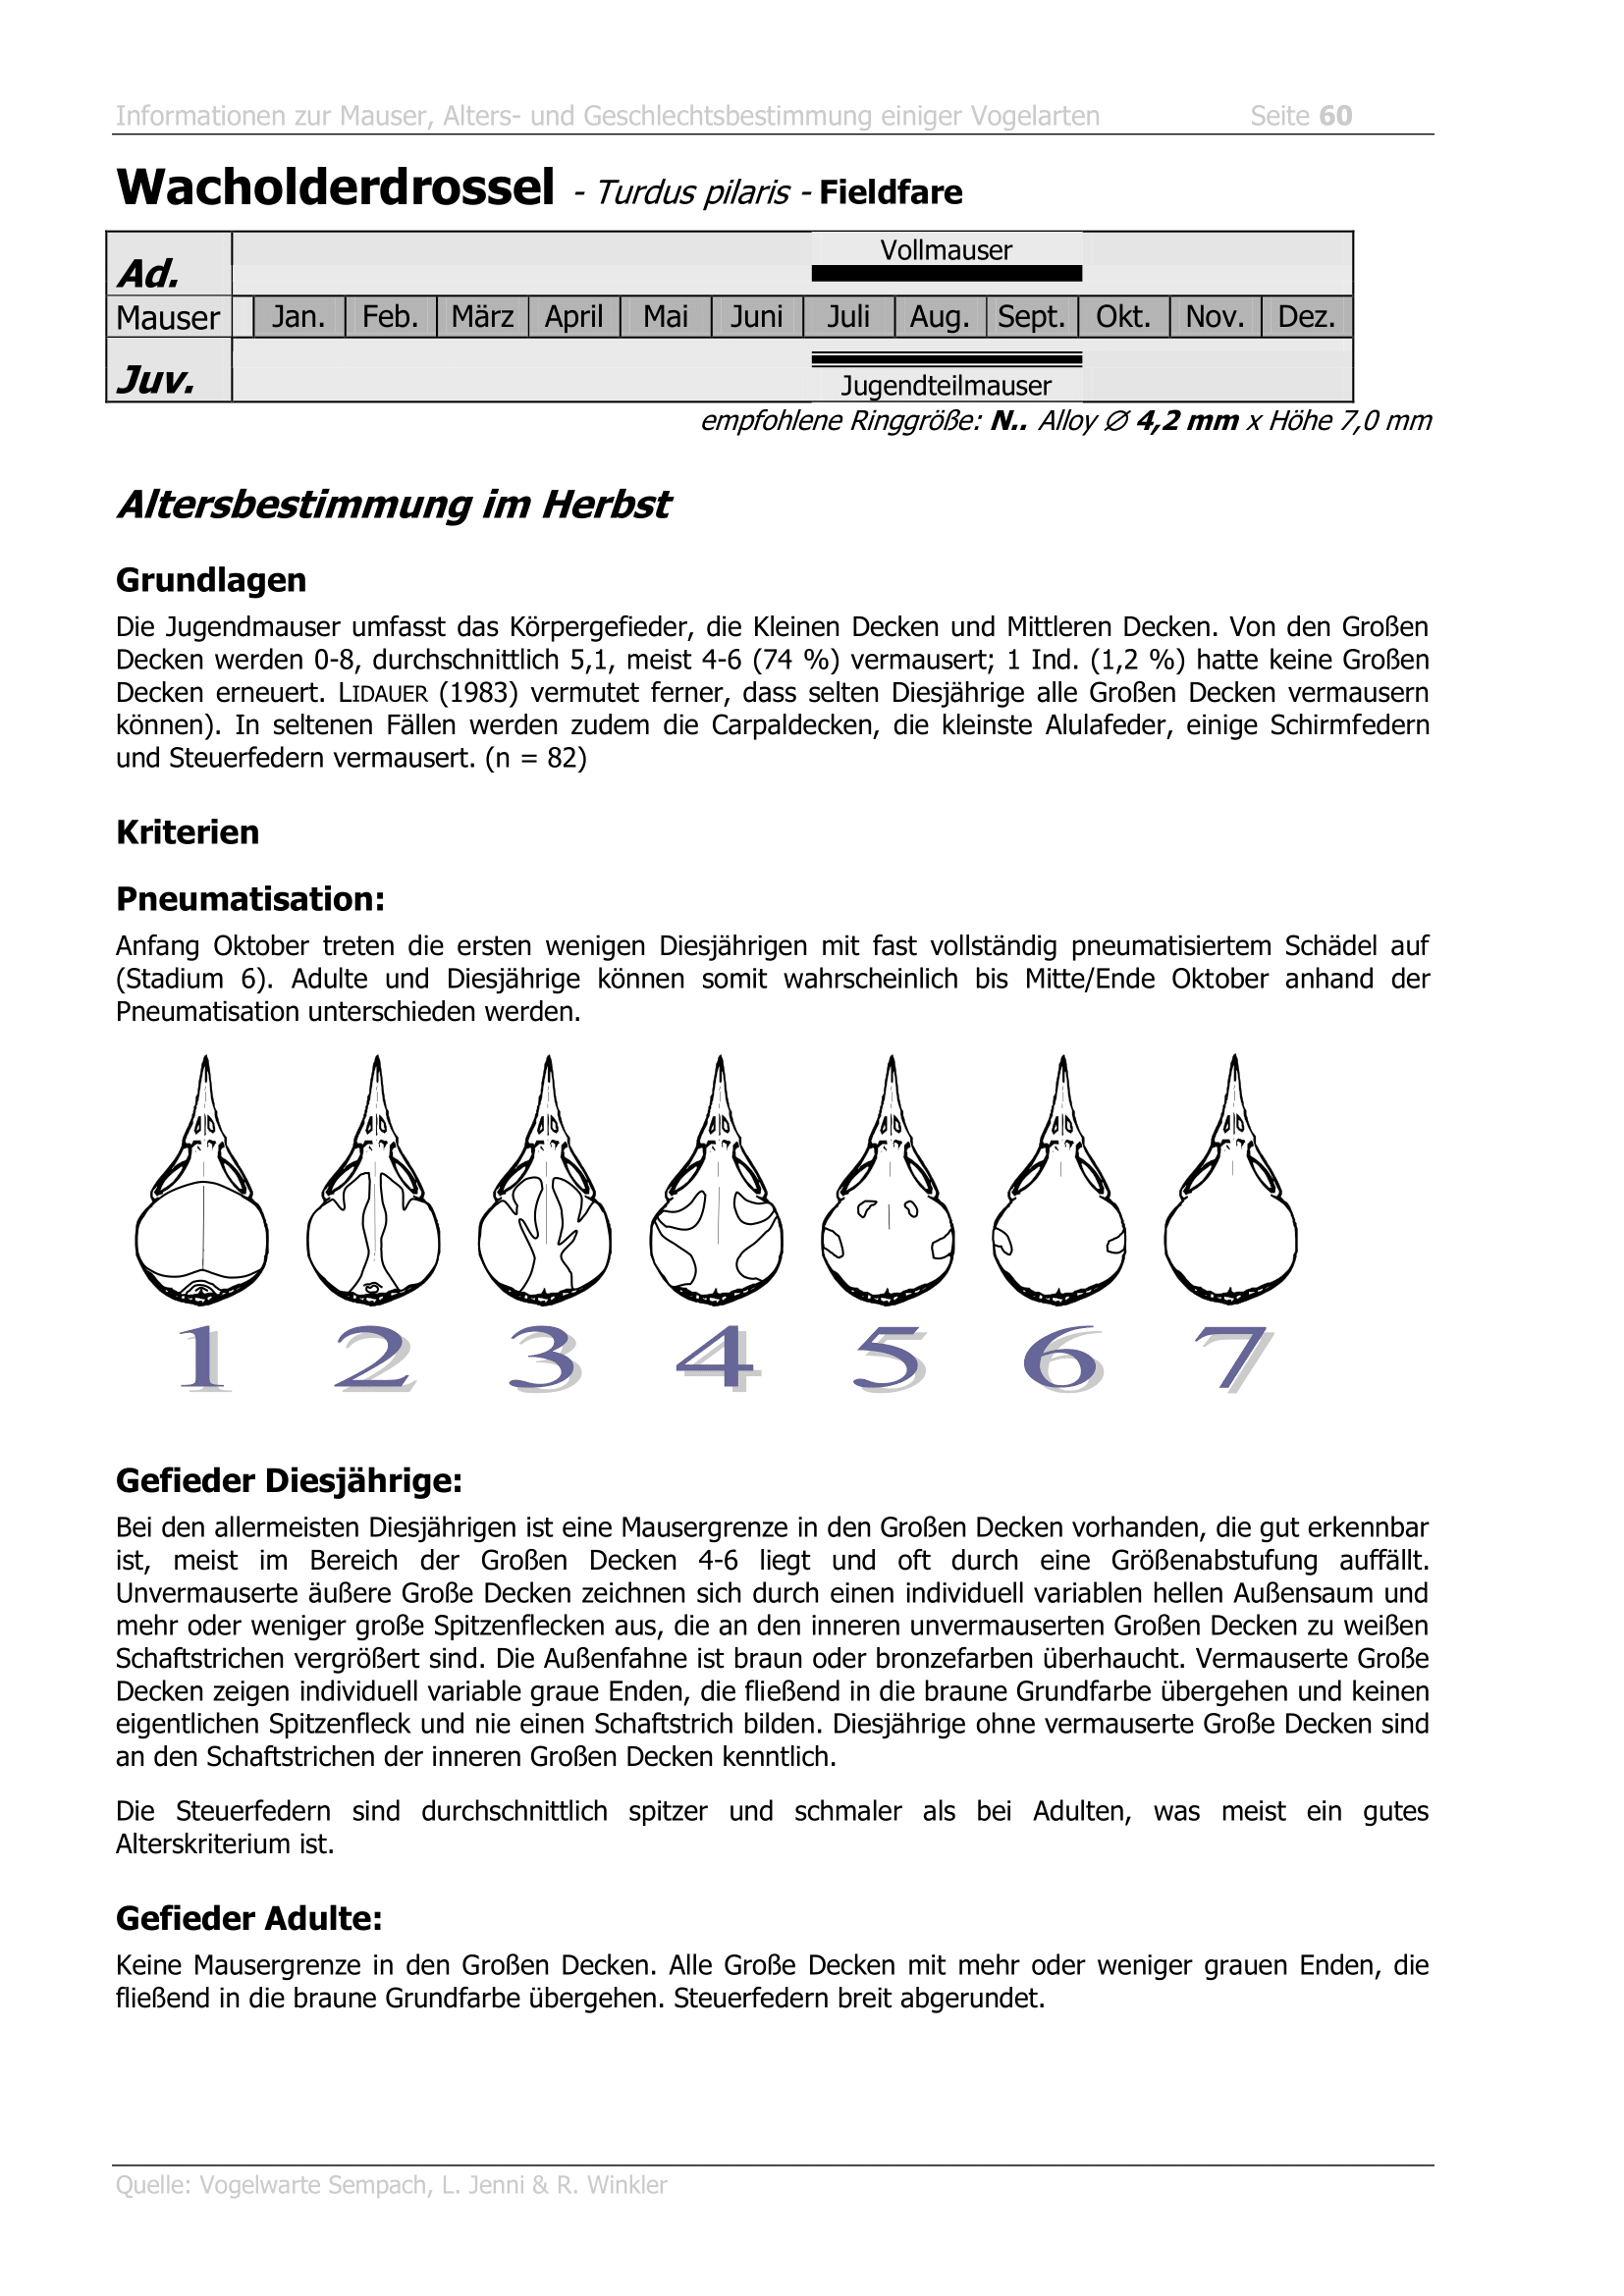 Informationen zur Mauser, Alters- und Geschlechtsbestimmung einiger Vogelarten Seite 60
Wacholderdrossel - Turdus pilaris - Fieldfare
Vollmauser
Ad.
Mauser Jan. Feb. März April Mai Juni Juli Aug. Sept. Okt. Nov. Dez.
Juv.
Jugendteilmauser
empfohlene Ringgröße: N.. Alloy ∅ 4,2 mm x Höhe 7,0 mm
Altersbestimmung im Herbst
Grundlagen
Die Jugendmauser umfasst das Körpergefieder, die Kleinen Decken und Mittleren Decken. Von den Großen
Decken werden 0-8, durchschnittlich 5,1, meist 4-6 (74 %) vermausert; 1 Ind. (1,2 %) hatte keine Großen
Decken erneuert. LIDAUER (1983) vermutet ferner, dass selten Diesjährige alle Großen Decken vermausern
können). In seltenen Fällen werden zudem die Carpaldecken, die kleinste Alulafeder, einige Schirmfedern
und Steuerfedern vermausert. (n = 82)
Kriterien
Pneumatisation:
Anfang Oktober treten die ersten wenigen Diesjährigen mit fast vollständig pneumatisiertem Schädel auf
(Stadium 6). Adulte und Diesjährige können somit wahrscheinlich bis Mitte/Ende Oktober anhand der
Pneumatisation unterschieden werden.
1 2 3 4 5 6 7
Gefieder Diesjährige:
Bei den allermeisten Diesjährigen ist eine Mausergrenze in den Großen Decken vorhanden, die gut erkennbar
ist, meist im Bereich der Großen Decken 4-6 liegt und oft durch eine Größenabstufung auffällt.
Unvermauserte äußere Große Decken zeichnen sich durch einen individuell variablen hellen Außensaum und
mehr oder weniger große Spitzenflecken aus, die an den inneren unvermauserten Großen Decken zu weißen
Schaftstrichen vergrößert sind. Die Außenfahne ist braun oder bronzefarben überhaucht. Vermauserte Große
Decken zeigen individuell variable graue Enden, die fließend in die braune Grundfarbe übergehen und keinen
eigentlichen Spitzenfleck und nie einen Schaftstrich bilden. Diesjährige ohne vermauserte Große Decken sind
an den Schaftstrichen der inneren Großen Decken kenntlich.
Die Steuerfedern sind durchschnittlich spitzer und schmaler als bei Adulten, was meist ein gutes
Alterskriterium ist.
Gefieder Adulte:
Keine Mausergrenze in den Großen Decken. Alle Große Decken mit mehr oder weniger grauen Enden, die
fließend in die braune Grundfarbe übergehen. Steuerfedern breit abgerundet.
Quelle: Vogelwarte Sempach, L. Jenni & R. Winkler